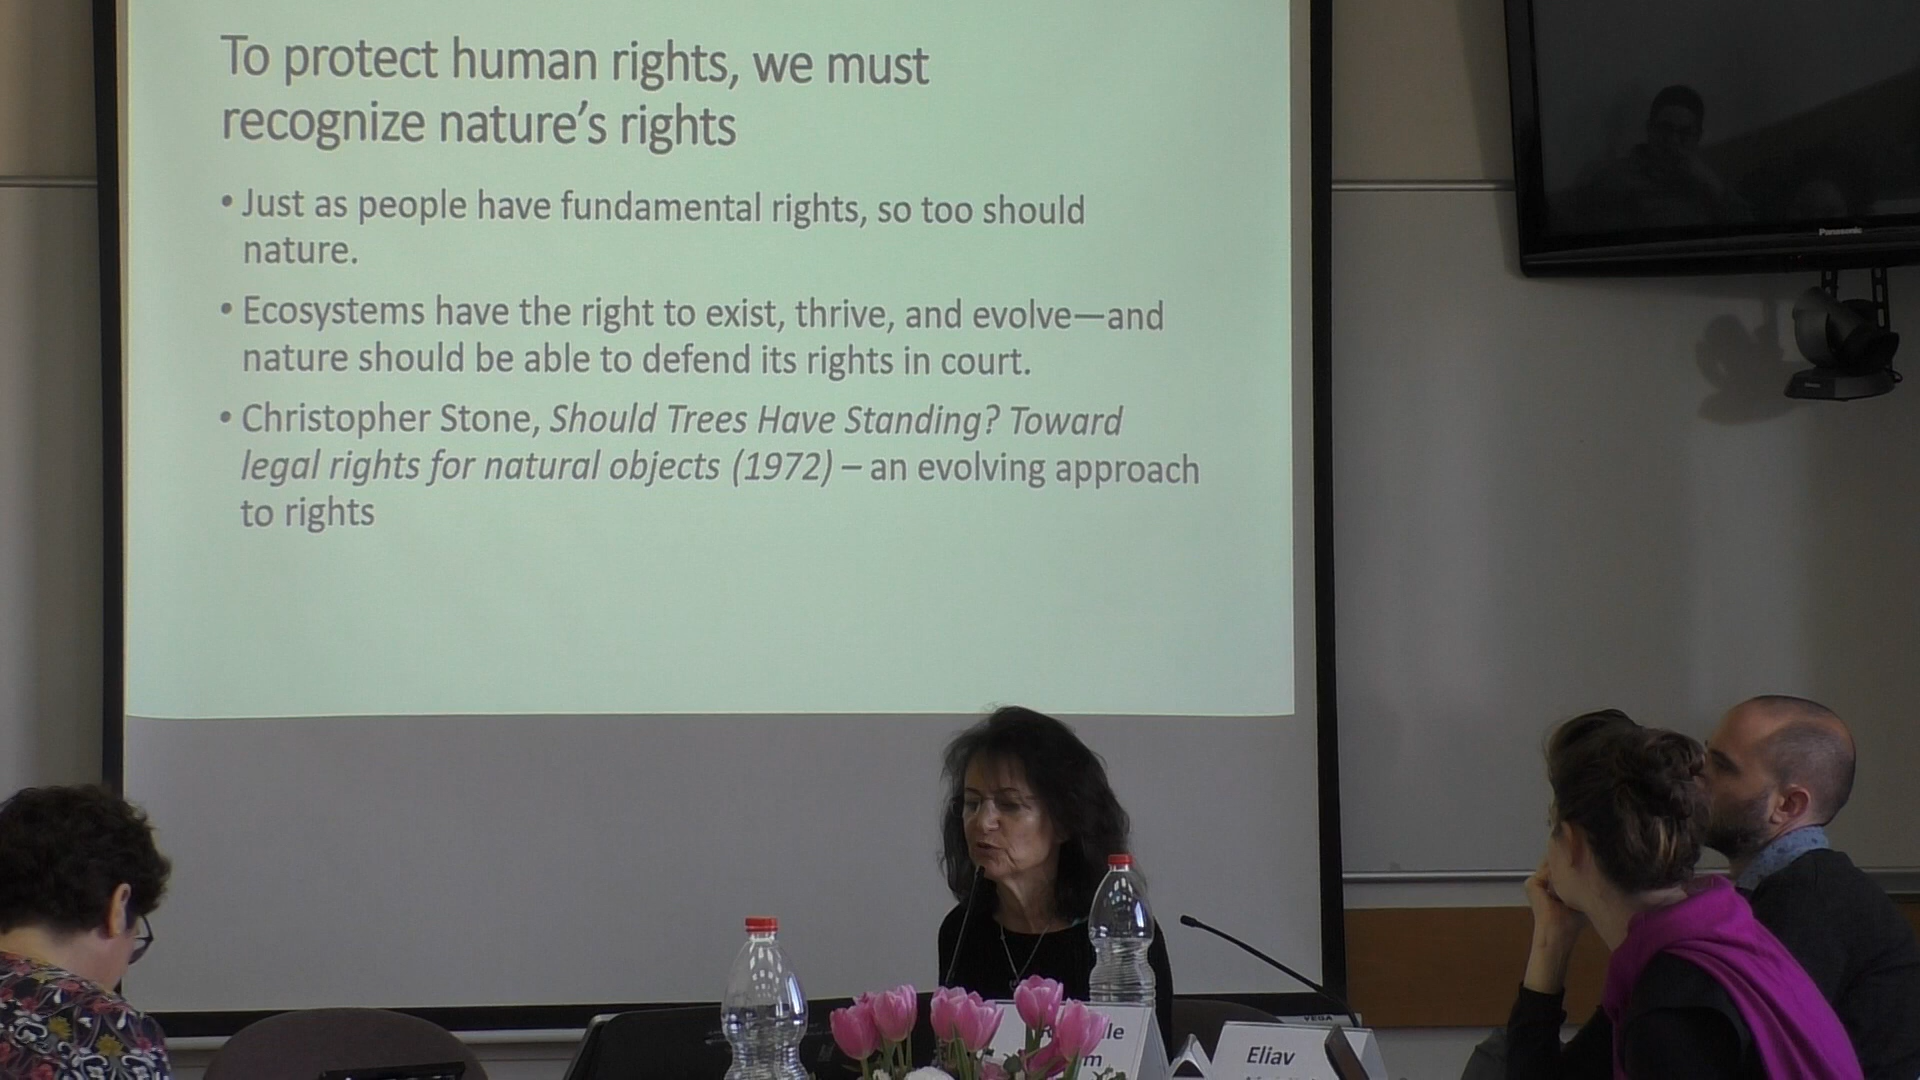 To protect human rights, we must
recognize nature's rights
• Just as people have fundamental rights, so too should
nature.
• Ecosystems have the right to exist, thrive, and evolve—and
nature should be able to defend its rights in court.
• Christopher Stone, Should Trees Have Standing? Toward
legal rights for natural objects (1972) – an evolving approach
to rights
Panasonic
VEGA
Eliav